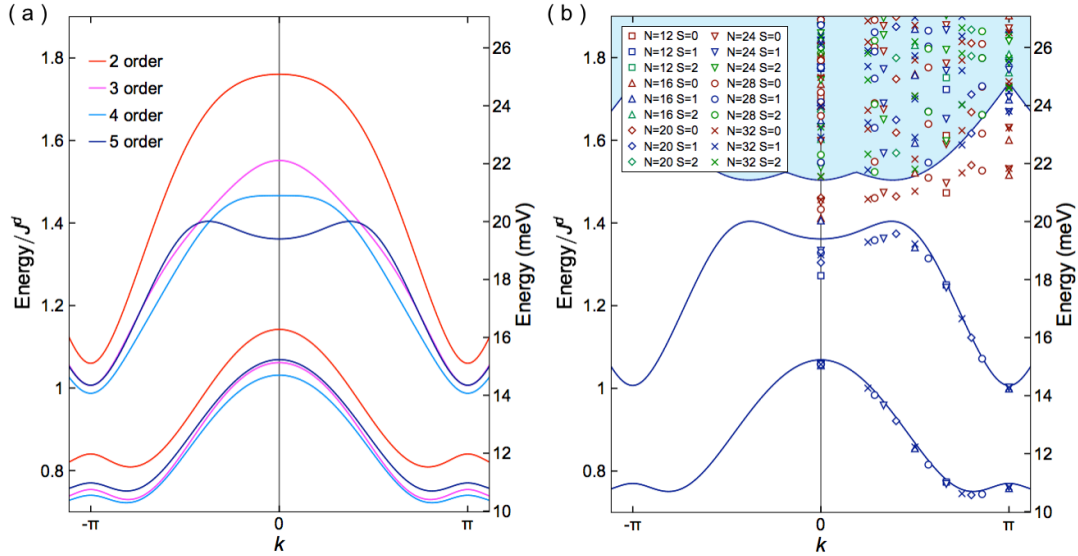 ( a )
Energy/J^d
1.8
1.6
1.4
1.2
1.8
1
0.8
2 order
3 order
4 order
5 order
26
24
22
20
18
16
14
12
10
Energy (meV)
-π
0
π
k
( b )
Energy/J^d
1.8
1.6
1.4
1.2
1
0.8
N=12 S=0
N=12 S=1
N=12 S=2
N=16 S=0
N=16 S=1
N=16 S=2
N=20 S=0
N=20 S=1
N=20 S=2
N=24 S=0
N=24 S=1
N=24 S=2
N=28 S=0
N=28 S=1
N=28 S=2
N=32 S=0
N=32 S=1
N=32 S=2
26
24
22
20
18
16
14
12
10
Energy (meV)
-π
0
π
k